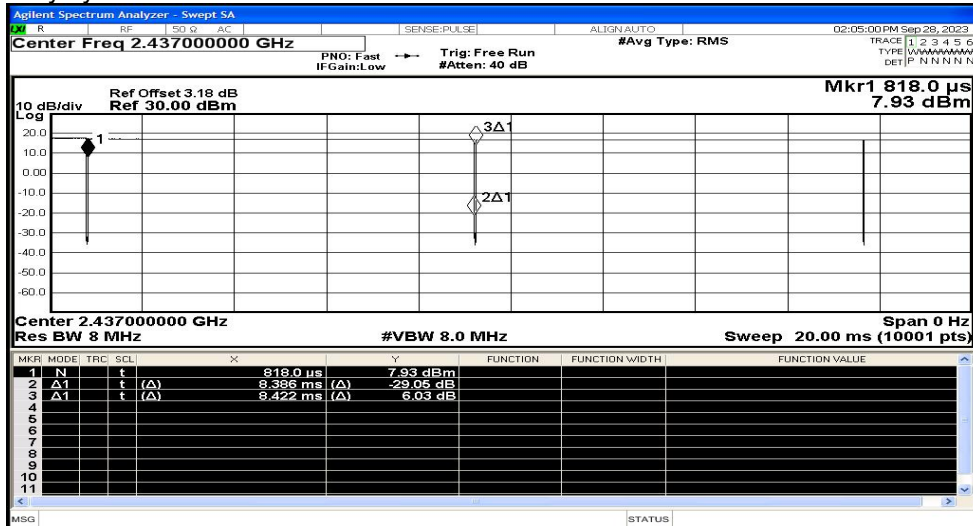 Agilent Spectrum Analyzer - Swept SA
LXI R RF 50 Ω AC SENSE:PULSE ALIGN AUTO 02:05:00 PM Sep 28, 2023
Center Freq 2.437000000 GHz #Avg Type: RMS TRACE 1 2 3 4 5 6
PNO: Fast Trig: Free Run TYPE
IFGain:Low #Atten: 40 dB DET P N N N N N
Mkr1 818.0 µs
Ref Offset 3.18 dB
10 dB/div Ref 30.00 dBm 7.93 dBm
Log
20.0
10.0
0.00
-10.0
-20.0
-30.0
-40.0
-50.0
-60.0
1
3Δ1
2Δ1
Center 2.437000000 GHz Span 0 Hz
Res BW 8 MHz #VBW 8.0 MHz Sweep 20.00 ms (10001 pts)
MKR MODE TRC SCL X Y FUNCTION FUNCTION WIDTH FUNCTION VALUE
1 N t 818.0 µs 7.93 dBm
2 Δ1 t (Δ) 8.386 ms (Δ) -29.05 dB
3 Δ1 t (Δ) 8.422 ms (Δ) 6.03 dB
4
5
6
7
8
9
10
11
MSG STATUS